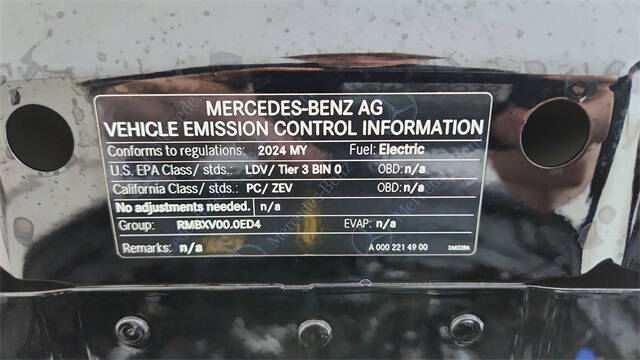 MERCEDES-BENZ AG
VEHICLE EMISSION CONTROL INFORMATION
Conforms to regulations: 2024 MY Fuel: Electric
U.S. EPA Class/ stds.: LDV/ Tier 3 BIN 0 OBD: n/a
California Class/ stds.: PC/ ZEV OBD: n/a
No adjustments needed. n/a
Group: RMBXV00.0ED4 EVAP: n/a
Remarks: n/a A 000 221 49 00